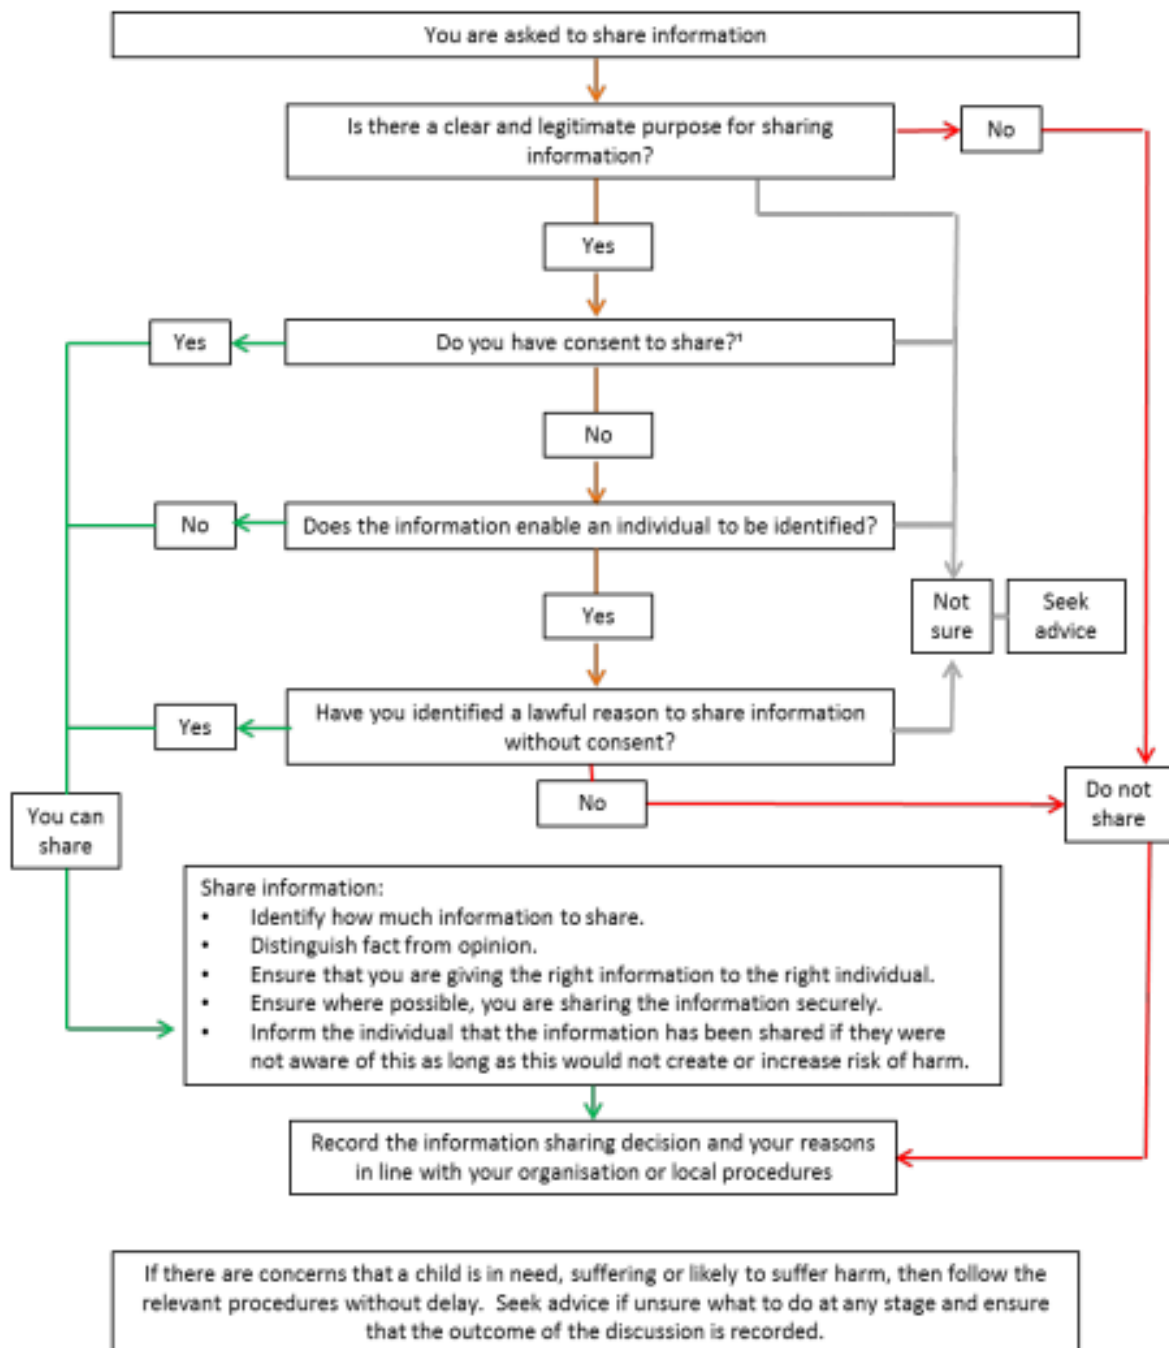 You are asked to share information
Is there a clear and legitimate purpose for sharing
information?
No
Yes
Yes
Do you have consent to share?¹
No
No
Does the information enable an individual to be identified?
Yes
Not
sure
Seek
advice
Yes
Have you identified a lawful reason to share information
without consent?
No
Do not
share
You can
share
Share information:
• Identify how much information to share.
• Distinguish fact from opinion.
• Ensure that you are giving the right information to the right individual.
• Ensure where possible, you are sharing the information securely.
• Inform the individual that the information has been shared if they were
not aware of this as long as this would not create or increase risk of harm.
Record the information sharing decision and your reasons
in line with your organisation or local procedures
If there are concerns that a child is in need, suffering or likely to suffer harm, then follow the
relevant procedures without delay. Seek advice if unsure what to do at any stage and ensure
that the outcome of the discussion is recorded.